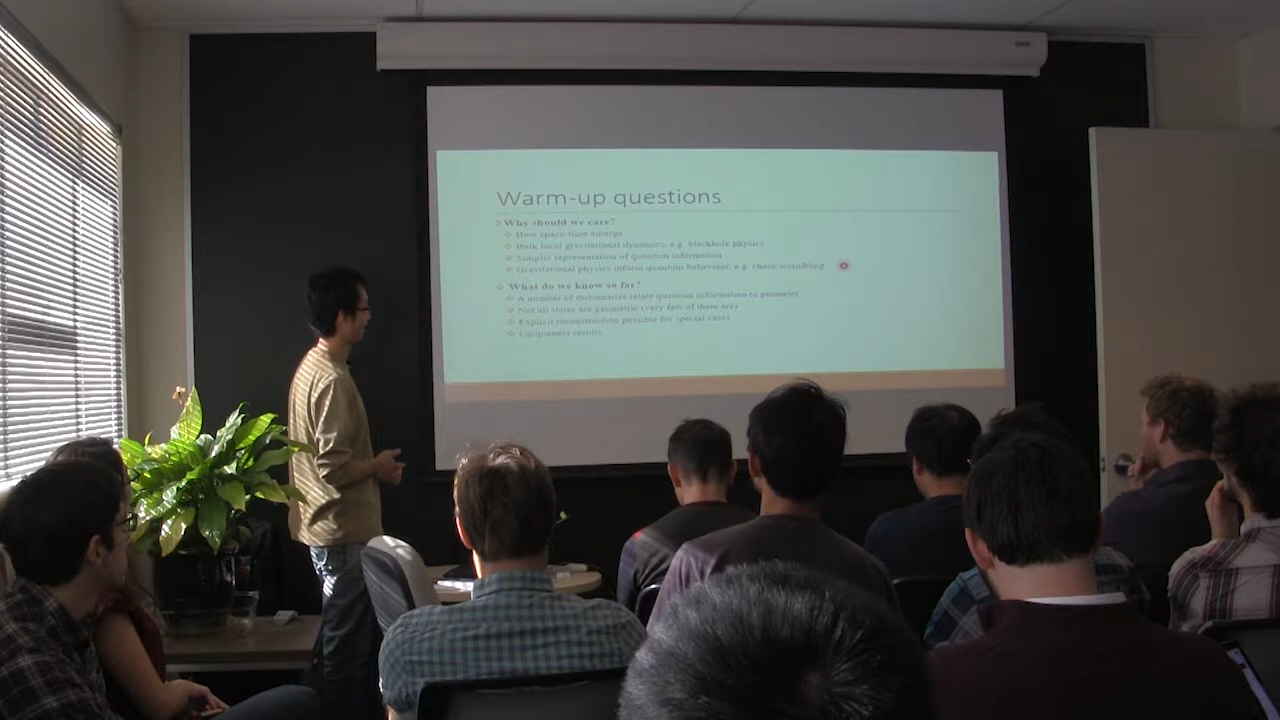 Warm-up questions
Why should we care?
How space-time emerge
Bulk local gravitational dynamics, e.g. blackhole physics
Simpler representation of quantum information
Gravitational physics inform quantum behaviour, e.g. chaos/scrambling
What do we know so far?
A number of dictionaries relate quantum information to geometry
Not all states are geometric (very few of them are)
Explicit reconstruction possible for special cases
Uniqueness results